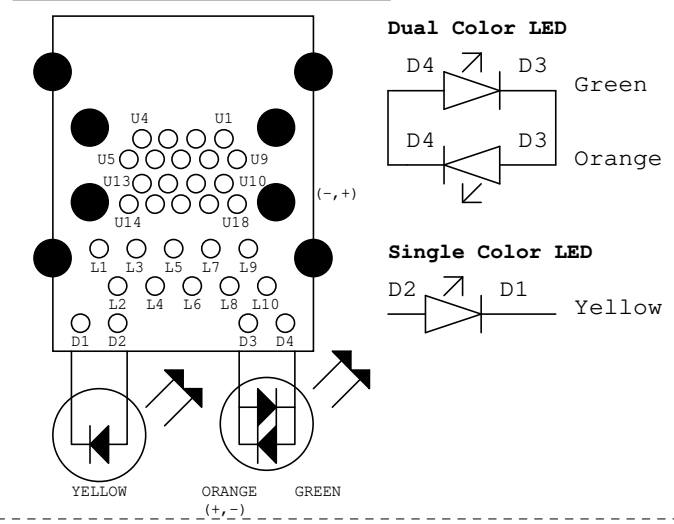 Dual Color LED
D4 D3
Green
D4 D3
Orange
Single Color LED
D2 D1
Yellow
U4 U1
U5 U9
U13 U10
(-,+)
U14 U18
L1 L3 L5 L7 L9
L2 L4 L6 L8 L10
D1 D2 D3 D4
YELLOW ORANGE GREEN
(+,-)